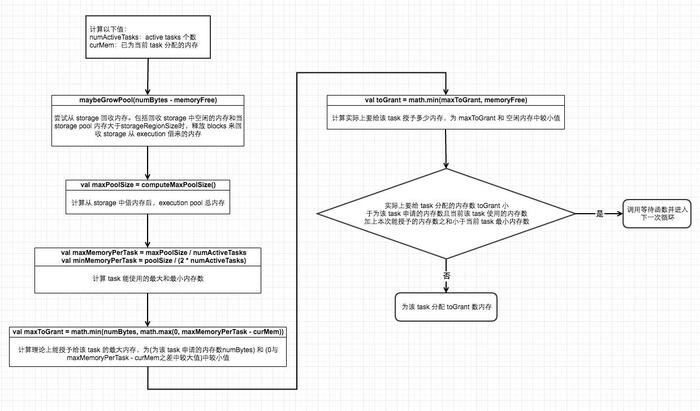 计算以下值：
numActiveTasks：active tasks 个数
curMem：已为当前 task 分配的内存
maybeGrowPool(numBytes - memoryFree)
尝试从 storage 回收内存。包括回收 storage 中空闲的内存和当
storage pool 内存大于storageRegionSize时，释放 blocks 来回
收 storage 从 execution 借来的内存
val maxPoolSize = computeMaxPoolSize()
计算从 storage 中借内存后，execution pool 总内存
val maxMemoryPerTask = maxPoolSize / numActiveTasks
val minMemoryPerTask = poolSize / (2 * numActiveTasks)
计算 task 能使用的最大和最小内存数
val maxToGrant = math.min(numBytes, math.max(0, maxMemoryPerTask - curMem))
计算理论上能授予给该 task 的最大内存，为(为该 task 申请的内存数numBytes) 和 (0与
maxMemoryPerTask - curMem之差中较大值)中较小值
val toGrant = math.min(maxToGrant, memoryFree)
计算实际上要给该 task 授予多少内存，为 maxToGrant 和 空闲内存中较小值
实际上要给 task 分配的内存数 toGrant 小
于为该 task 申请的内存数且当前该 task 使用的内存数
加上本次能授予的内存数之和小于当前 task 最小内存数
是
调用等待函数并进入
下一次循环
否
为该 task 分配 toGrant 数内存